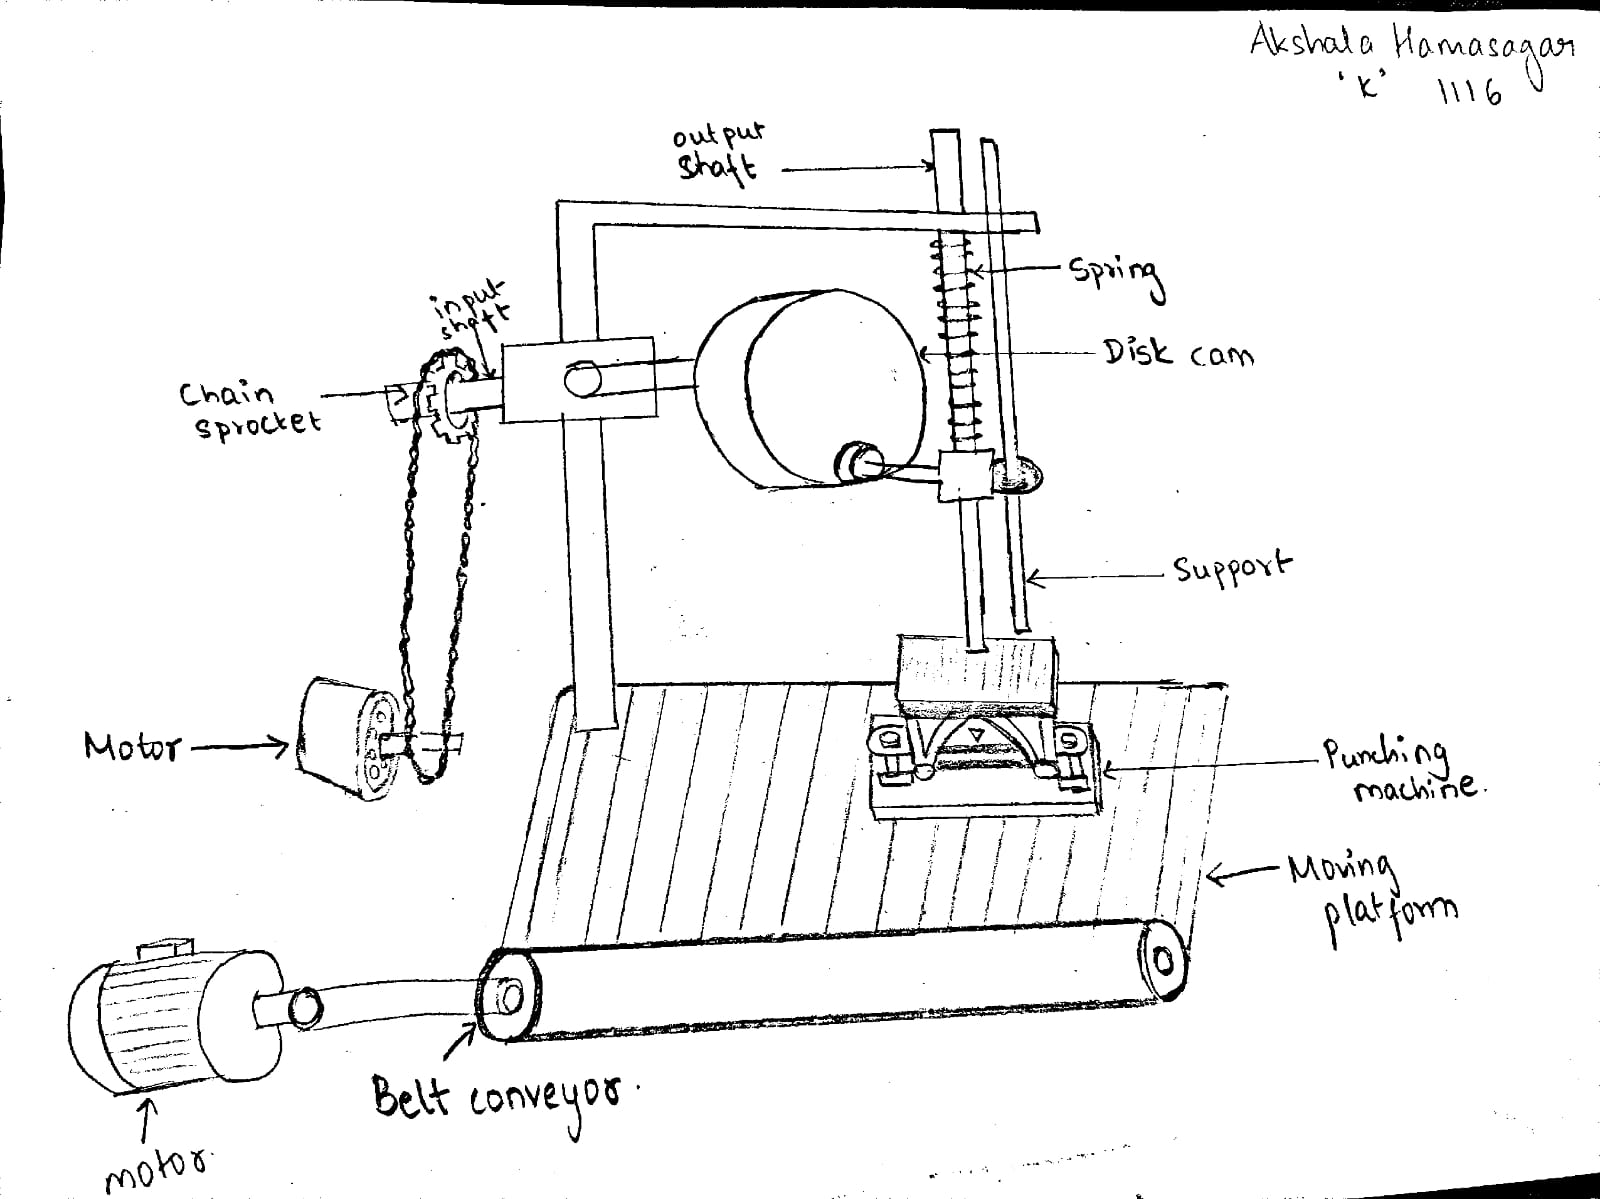 Akshala Hamasagar
'K' 1116
output
shaft
Spring
input
shaft
Disk cam
Chain
sprocket
Support
Motor
Punching
machine.
Moving
platform
Belt conveyor.
motor.